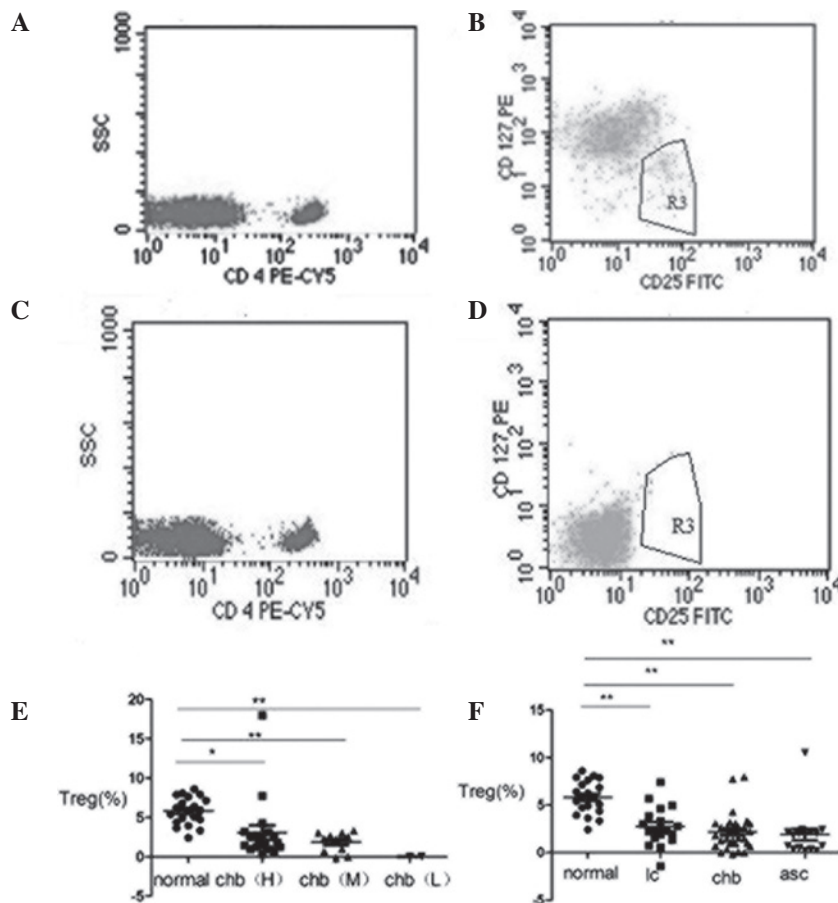 A
1000
SSC
0
10^0 10^1 10^2 10^3 10^4
CD 4 PE-CY5
B
10^4
10^3
CD 127 PE
10^2
10^1
10^0
R3
10^0 10^1 10^2 10^3 10^4
CD25 FITC
C
1000
SSC
0
10^0 10^1 10^2 10^3 10^4
CD 4 PE-CY5
D
10^4
10^3
CD 127 PE
10^2
10^1
10^0
R3
10^0 10^1 10^2 10^3 10^4
CD25 FITC
E
20
15
10
5
0
-5
Treg(%)
**
**
*
normal chb (H) chb (M) chb (L)
F
15
10
5
0
-5
Treg(%)
**
**
**
normal lc chb asc